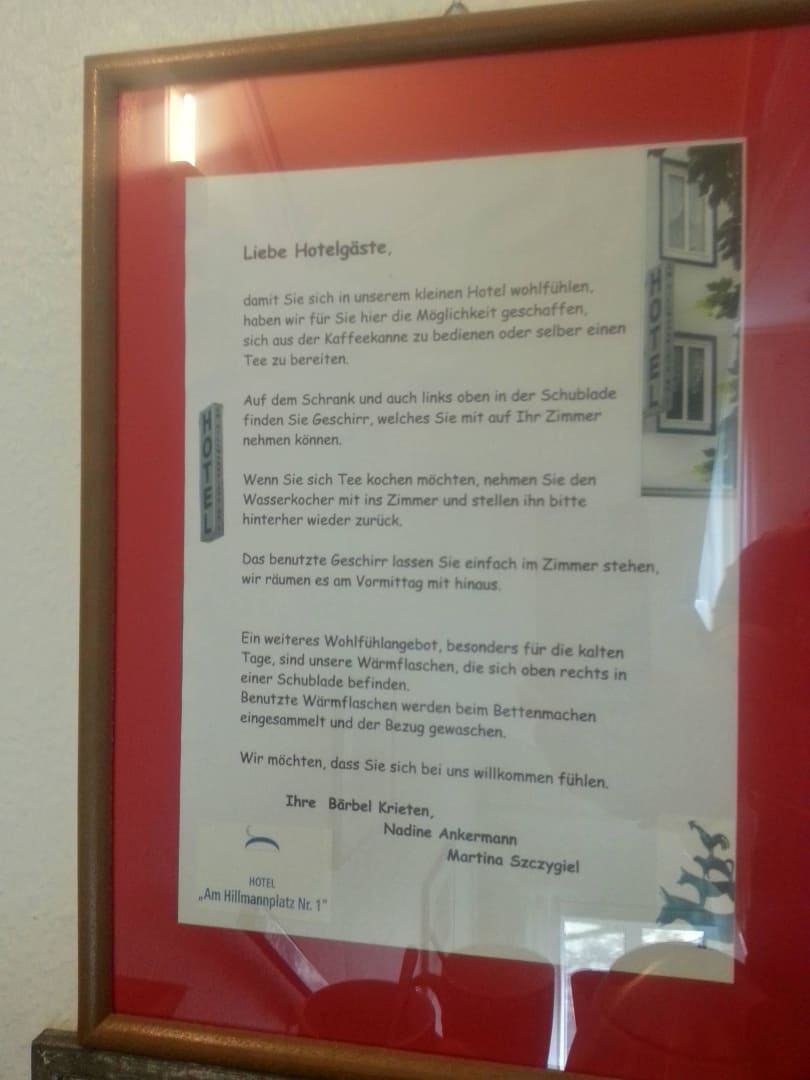 Liebe Hotelgäste,
damit Sie sich in unserem kleinen Hotel wohlfühlen,
haben wir für Sie hier die Möglichkeit geschaffen,
sich aus der Kaffeekanne zu bedienen oder selber einen
Tee zu bereiten.
Auf dem Schrank und auch links oben in der Schublade
finden Sie Geschirr, welches Sie mit auf Ihr Zimmer
nehmen können.
Wenn Sie sich Tee kochen möchten, nehmen Sie den
Wasserkocher mit ins Zimmer und stellen ihn bitte
hinterher wieder zurück.
Das benutzte Geschirr lassen Sie einfach im Zimmer stehen,
wir räumen es am Vormittag mit hinaus.
Ein weiteres Wohlfühlangebot, besonders für die kalten
Tage, sind unsere Wärmflaschen, die sich oben rechts in
einer Schublade befinden.
Benutzte Wärmflaschen werden beim Bettenmachen
eingesammelt und der Bezug gewaschen.
Wir möchten, dass Sie sich bei uns willkommen fühlen.
Ihre Bärbel Krieten,
Nadine Ankermann
Martina Szczygiel
HOTEL
„Am Hillmannplatz Nr. 1"
HOTEL
HOTEL